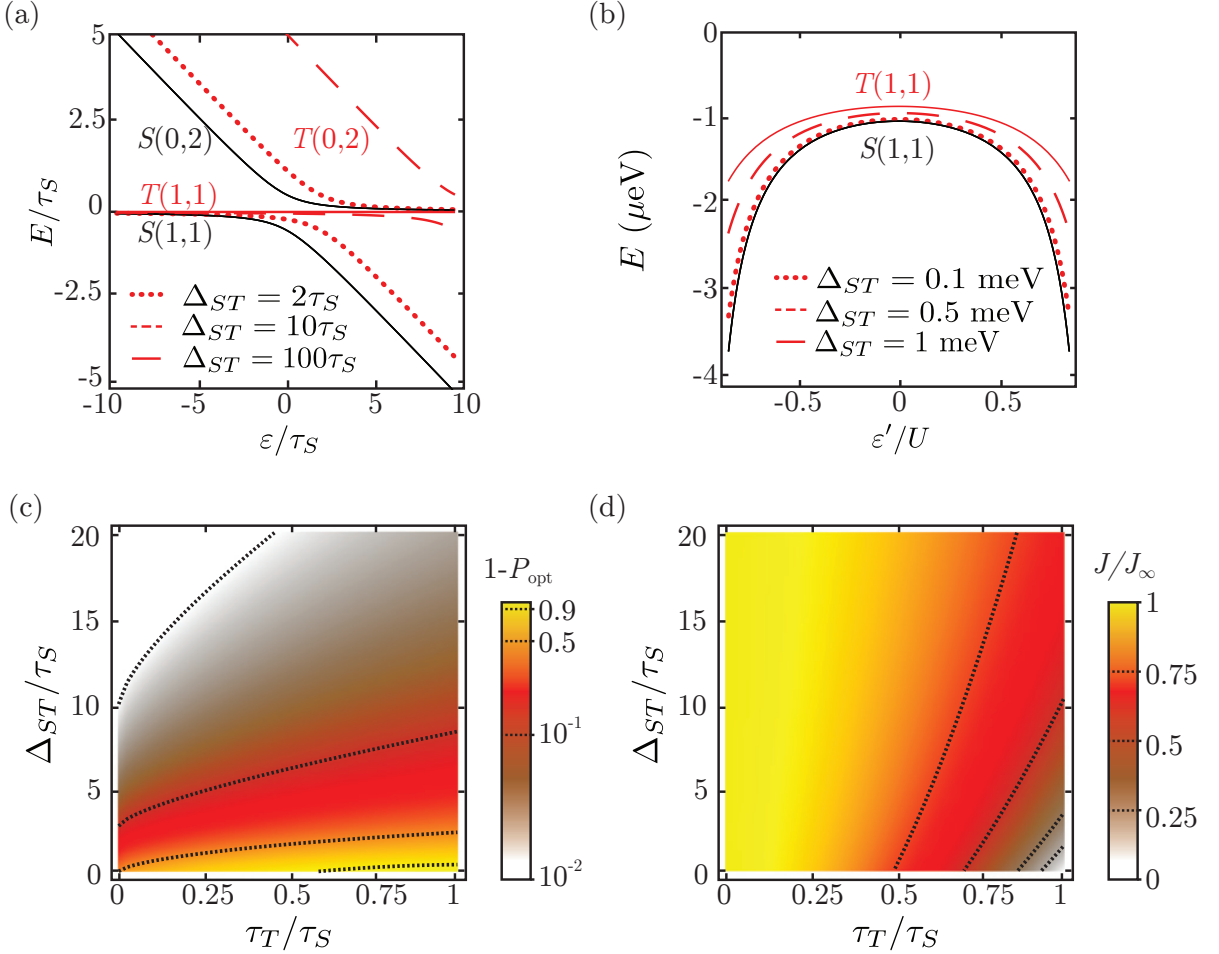 (a)
5
2.5
0
-2.5
-5
E/τ_S
S(0,2)
T(0,2)
T(1,1)
S(1,1)
Δ_ST = 2τ_S
Δ_ST = 10τ_S
Δ_ST = 100τ_S
-10
-5
0
5
10
ε/τ_S
(b)
0
-1
-2
-3
-4
E (μeV)
T(1,1)
S(1,1)
Δ_ST = 0.1 meV
Δ_ST = 0.5 meV
Δ_ST = 1 meV
-0.5
0
0.5
ε′/U
(c)
20
15
10
5
0
Δ_ST/τ_S
0
0.25
0.5
0.75
1
τ_T/τ_S
1-P_opt
0.9
0.5
10⁻¹
10⁻²
(d)
20
15
10
5
0
Δ_ST/τ_S
0
0.25
0.5
0.75
1
τ_T/τ_S
J/J_∞
1
0.75
0.5
0.25
0